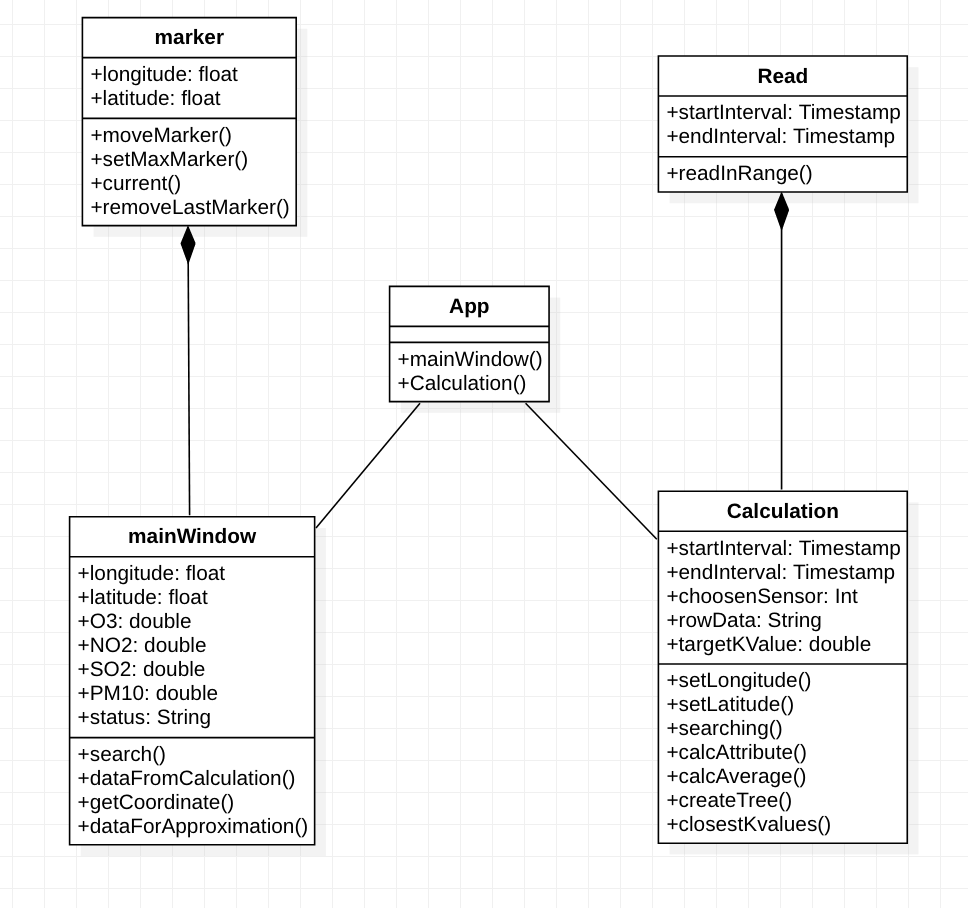 marker
+longitude: float
+latitude: float
+moveMarker()
+setMaxMarker()
+current()
+removeLastMarker()
Read
+startInterval: Timestamp
+endInterval: Timestamp
+readInRange()
App
+mainWindow()
+Calculation()
mainWindow
+longitude: float
+latitude: float
+O3: double
+NO2: double
+SO2: double
+PM10: double
+status: String
+search()
+dataFromCalculation()
+getCoordinate()
+dataForApproximation()
Calculation
+startInterval: Timestamp
+endInterval: Timestamp
+choosenSensor: Int
+rowData: String
+targetKValue: double
+setLongitude()
+setLatitude()
+searching()
+calcAttribute()
+calcAverage()
+createTree()
+closestKvalues()